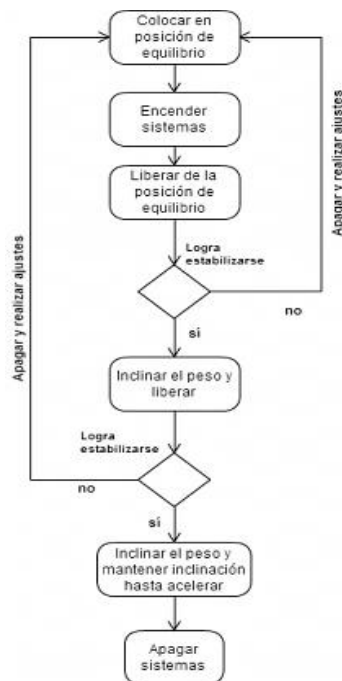 Colocar en
posición de
equilibrio
Encender
sistemas
Liberar de la
posición de
equilibrio
Logra
estabilizarse
no
Apagar y realizar ajustes
sí
Inclinar el peso y
liberar
Logra
estabilizarse
no
Apagar y realizar ajustes
sí
Inclinar el peso y
mantener inclinación
hasta acelerar
Apagar
sistemas